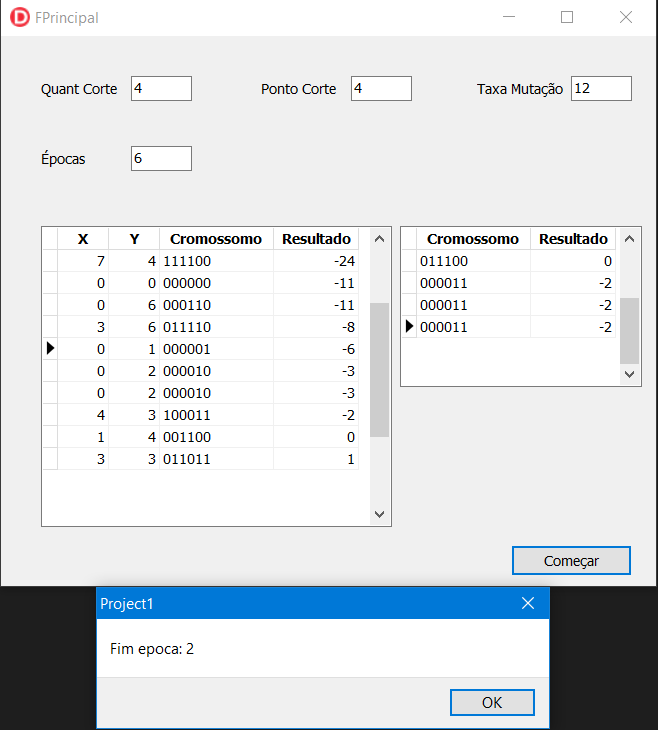 FPrincipal
Quant Corte 4 Ponto Corte 4 Taxa Mutação 12
Épocas 6
X Y Cromossomo Resultado
7 4 111100 -24
0 0 000000 -11
0 6 000110 -11
3 6 011110 -8
0 1 000001 -6
0 2 000010 -3
0 2 000010 -3
4 3 100011 -2
1 4 001100 0
3 3 011011 1
Cromossomo Resultado
011100 0
000011 -2
000011 -2
000011 -2
Começar
Project1
Fim epoca: 2
OK